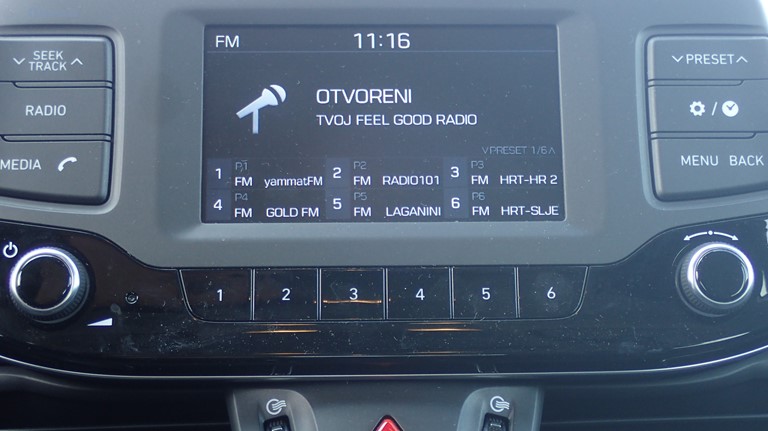 FM 11:16
SEEK
TRACK
RADIO
MEDIA
OTVORENI
TVOJ FEEL GOOD RADIO
PRESET 1/6
1 P1 FM yammatFM 2 P2 FM RADIO101 3 P3 FM HRT-HR 2
4 P4 FM GOLD FM 5 P5 FM LAGANINI 6 P6 FM HRT-SLJE
PRESET
/
MENU BACK
1 2 3 4 5 6